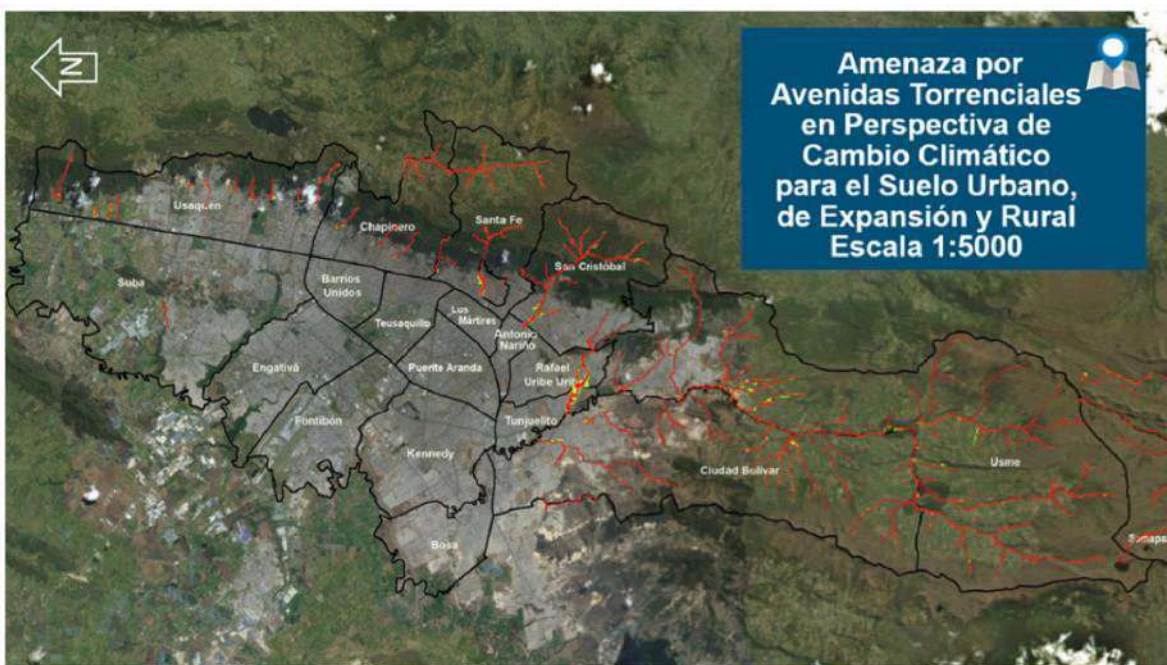 N
Amenaza por
Avenidas Torrenciales
en Perspectiva de
Cambio Climático
para el Suelo Urbano,
de Expansión y Rural
Escala 1:5000
Usaquén
Chapinero
Santa Fe
San Cristóbal
Suba
Barrios
Unidos
Teusaquillo
Los
Mártires
Antonio
Nariño
Engativá
Puente Aranda
Rafael
Uribe Uribe
Fontibón
Tunjuelito
Kennedy
Ciudad Bolívar
Usme
Bosa
Sumapaz